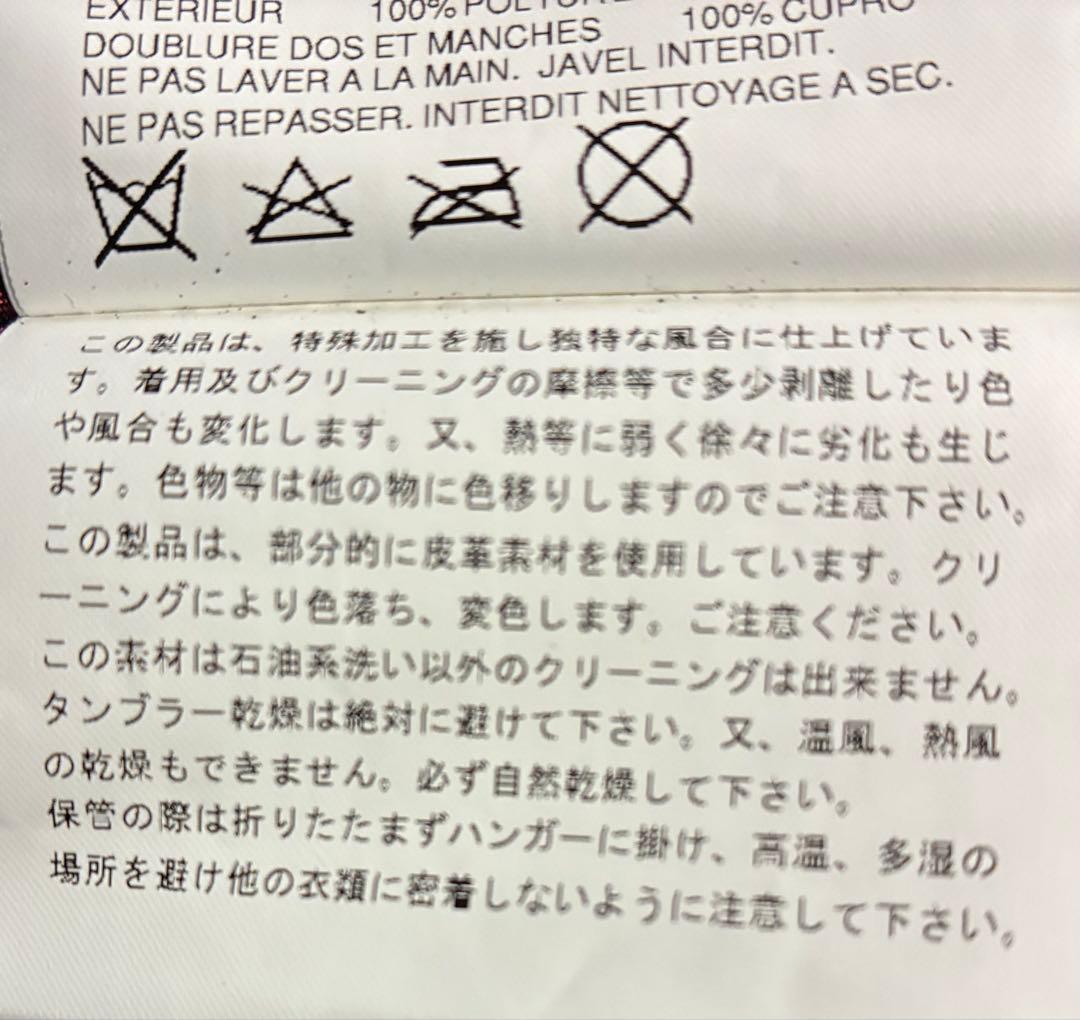 EXTERIEUR 100%
100% CUPRO
DOUBLURE DOS ET MANCHES
NE PAS LAVER A LA MAIN. JAVEL INTERDIT.
NE PAS REPASSER. INTERDIT NETTOYAGE A SEC.
この製品は、特殊加工を施し独特な風合に仕上げていま
す。着用及びクリーニングの摩擦等で多少剥離したり色
や風合も変化します。又、熱等に弱く徐々に劣化も生じ
ます。色物等は他の物に色移りしますのでご注意下さい。
この製品は、部分的に皮革素材を使用しています。クリ
ーニングにより色落ち、変色します。ご注意ください。
この素材は石油系洗い以外のクリーニングは出来ません。
タンブラー乾燥は絶対に避けて下さい。又、温風、熱風
の乾燥もできません。必ず自然乾燥して下さい。
保管の際は折りたたまずハンガーに掛け、高温、多湿の
場所を避け他の衣類に密着しないように注意して下さい。